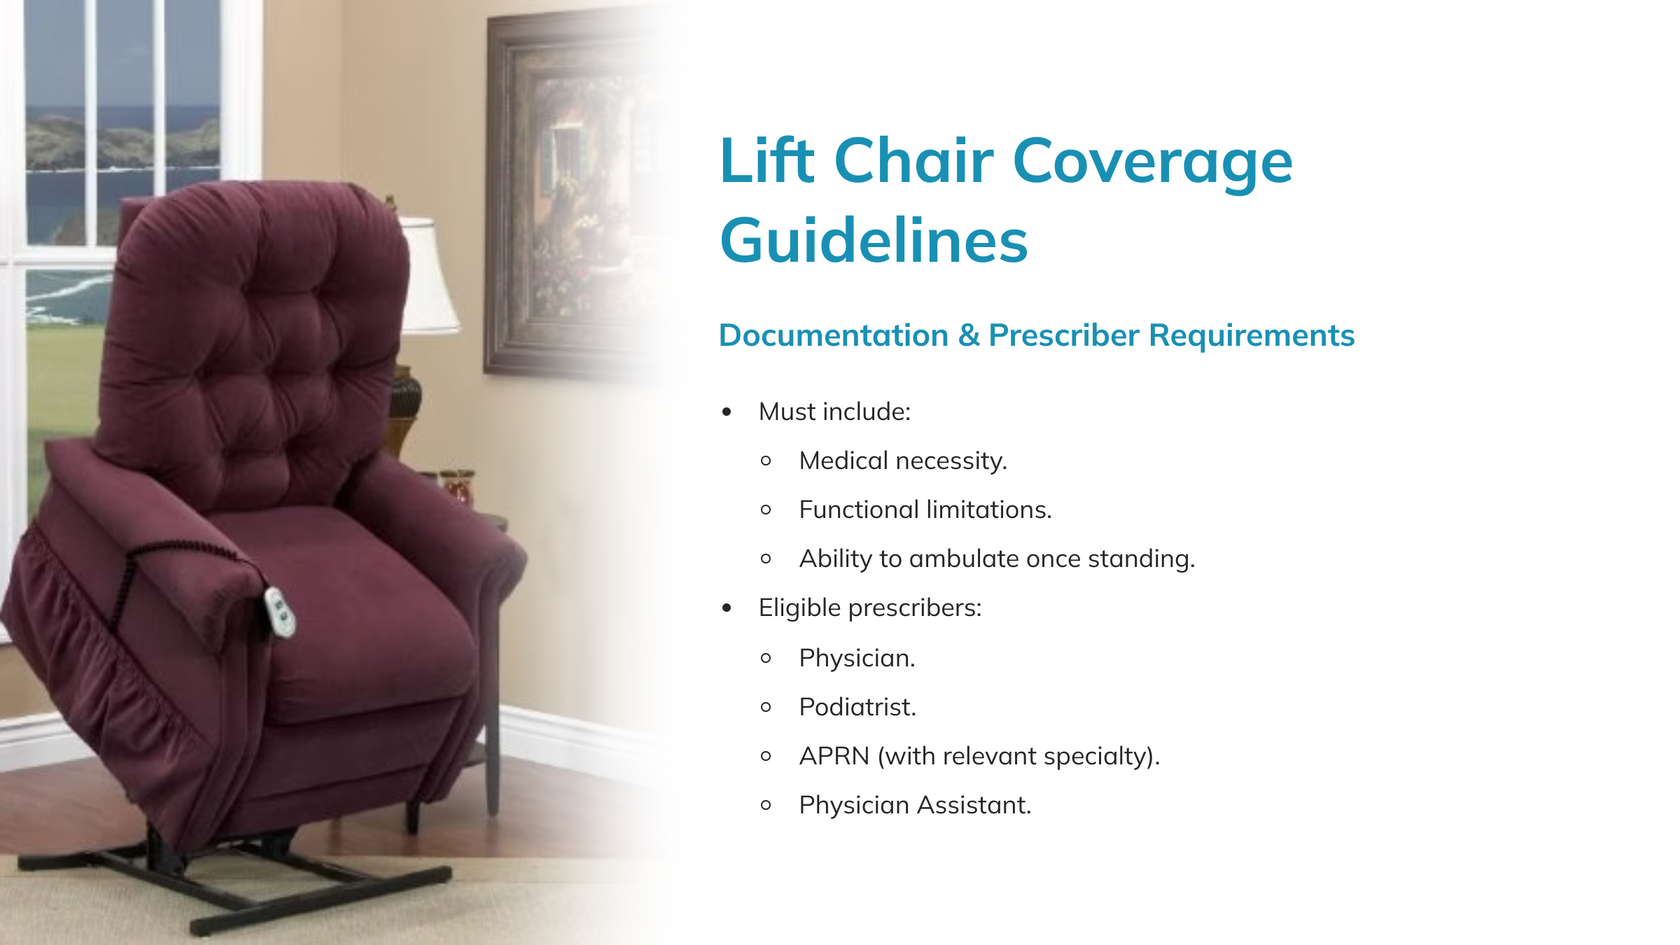 Lift Chair Coverage
Guidelines
Documentation & Prescriber Requirements
• Must include:
○ Medical necessity.
○ Functional limitations.
○ Ability to ambulate once standing.
• Eligible prescribers:
○ Physician.
○ Podiatrist.
○ APRN (with relevant specialty).
○ Physician Assistant.